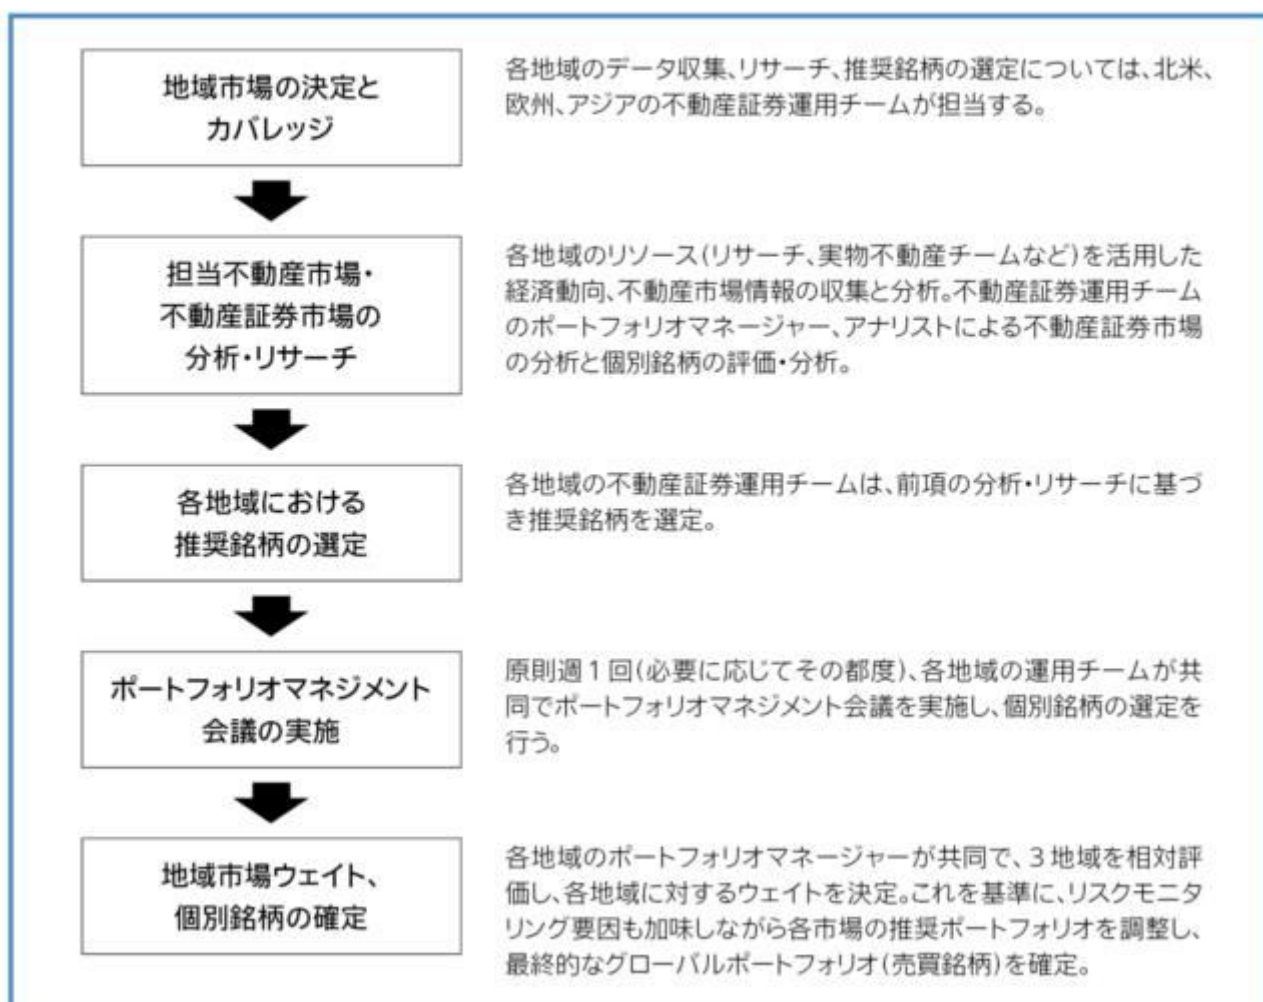 地域市場の決定と
カバレッジ
各地域のデータ収集、リサーチ、推奨銘柄の選定については、北米、
欧州、アジアの不動産証券運用チームが担当する。
担当不動産市場・
不動産証券市場の
分析・リサーチ
各地域のリソース(リサーチ、実物不動産チームなど)を活用した
経済動向、不動産市場情報の収集と分析。不動産証券運用チーム
のポートフォリオマネージャー、アナリストによる不動産証券市場
の分析と個別銘柄の評価・分析。
各地域における
推奨銘柄の選定
各地域の不動産証券運用チームは、前項の分析・リサーチに基づ
き推奨銘柄を選定。
ポートフォリオマネジメント
会議の実施
原則週1回(必要に応じてその都度)、各地域の運用チームが共
同でポートフォリオマネジメント会議を実施し、個別銘柄の選定を
行う。
地域市場ウェイト、
個別銘柄の確定
各地域のポートフォリオマネージャーが共同で、3地域を相対評
価し、各地域に対するウェイトを決定。これを基準に、リスクモニタ
リング要因も加味しながら各市場の推奨ポートフォリオを調整し、
最終的なグローバルポートフォリオ(売買銘柄)を確定。